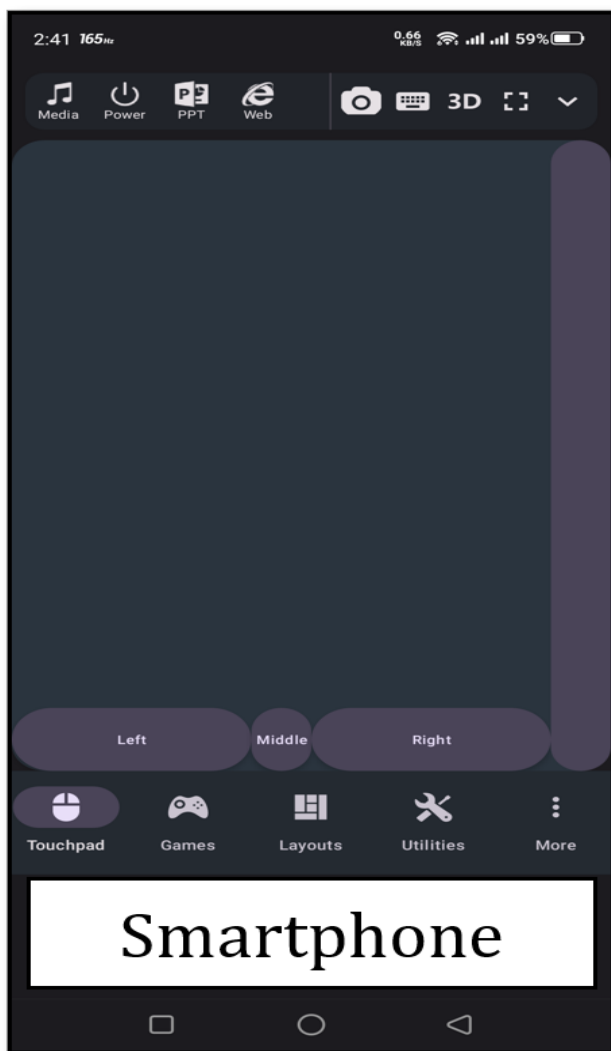 2:41 165Hz 0.66 KB/S 59%
Media Power PPT Web 3D
Left Middle Right
Touchpad Games Layouts Utilities More
Smartphone